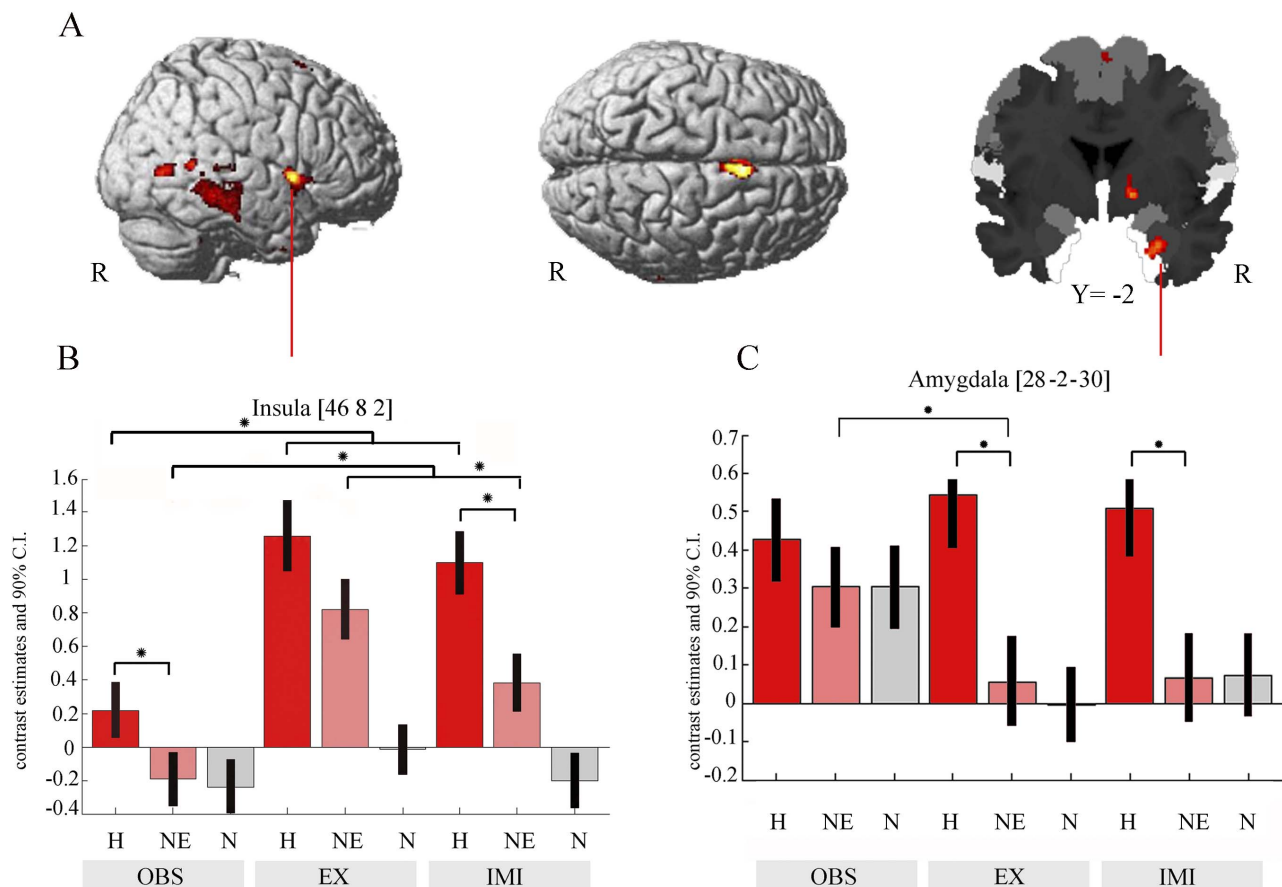 A
R
Y= -2
R
B
Insula [46 8 2]
*
*
*
*
*
contrast estimates and 90% C.I.
1.6
1.4
1.2
1
0.8
0.6
0.4
0.2
0
-0.2
-0.4
H NE N H NE N H NE N
OBS EX IMI
C
Amygdala [28-2-30]
*
*
*
contrast estimates and 90% C.I.
0.7
0.6
0.5
0.4
0.3
0.2
0.1
0
-0.1
-0.2
H NE N H NE N H NE N
OBS EX IMI